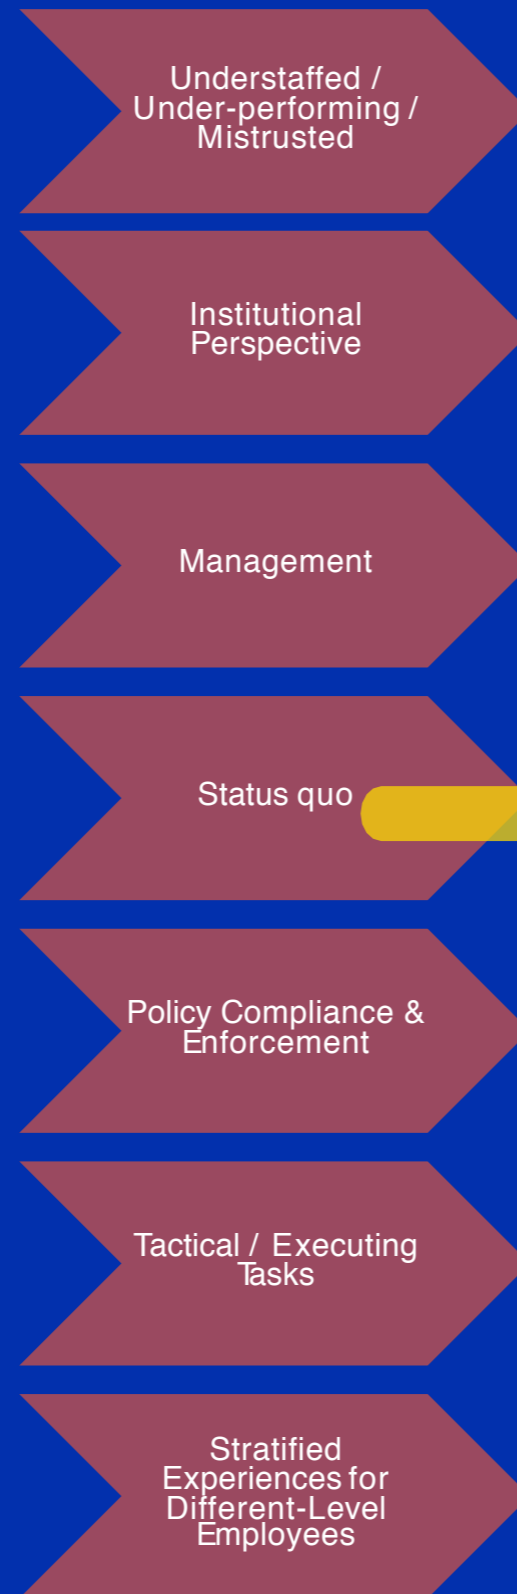 Understaffed /
Under-performing /
Mistrusted
Institutional
Perspective
Management
Status quo
Policy Compliance &
Enforcement
Tactical / Executing
Tasks
Stratified
Experiences for
Different-Level
Employees